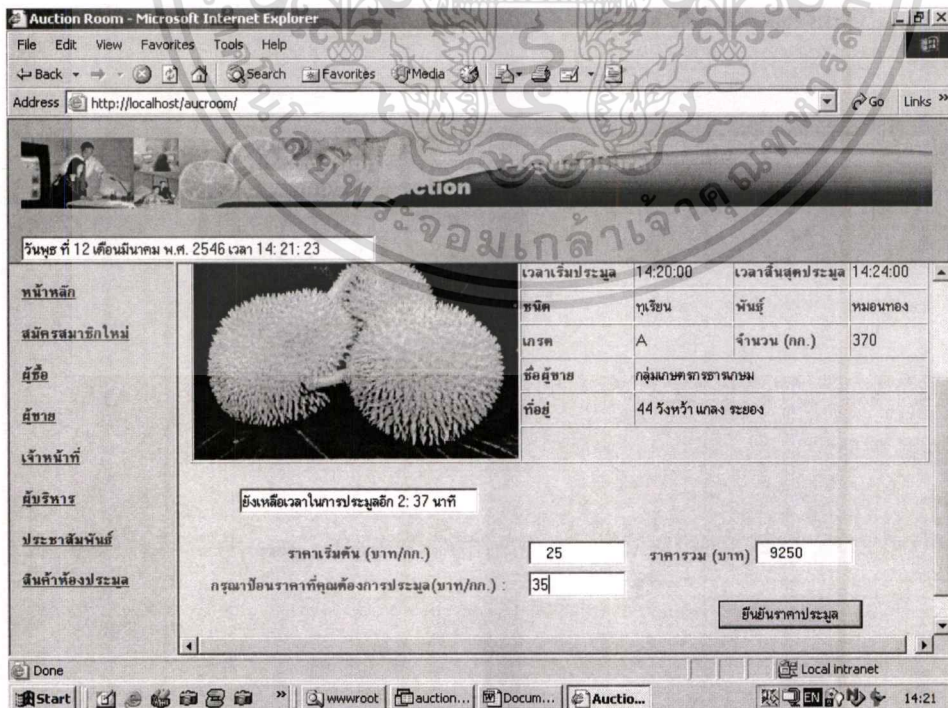 Auction Room - Microsoft Internet Explorer
File Edit View Favorites Tools Help
Back Search Favorites Media
Address http://localhost/aucroom/ Go Links »
ction
วันพุธ ที่ 12 เดือนมีนาคม พ.ศ. 2546 เวลา 14: 21: 23
หน้าหลัก
สมัครสมาชิกใหม่
ผู้ซื้อ
ผู้ขาย
เจ้าหน้าที่
ผู้บริหาร
ประชาสัมพันธ์
สินค้าห้องประมูล
เวลาเริ่มประมูล 14:20:00 เวลาสิ้นสุดประมูล 14:24:00
ชนิด ทุเรียน พันธุ์ หมอนทอง
เกรด A จำนวน (กก.) 370
ชื่อผู้ขาย กลุ่มเกษตรกรธารเกษม
ที่อยู่ 44 วังหว้า แกลง ระยอง
ยังเหลือเวลาในการประมูลอีก 2: 37 นาที
ราคาเริ่มต้น (บาท/กก.) 25 ราคารวม (บาท) 9250
กรุณาป้อนราคาที่คุณต้องการประมูล(บาท/กก.) : 35
ยืนยันราคาประมูล
Done Local intranet
Start » wwwroot auction... Docum... Auctio... EN 14:21